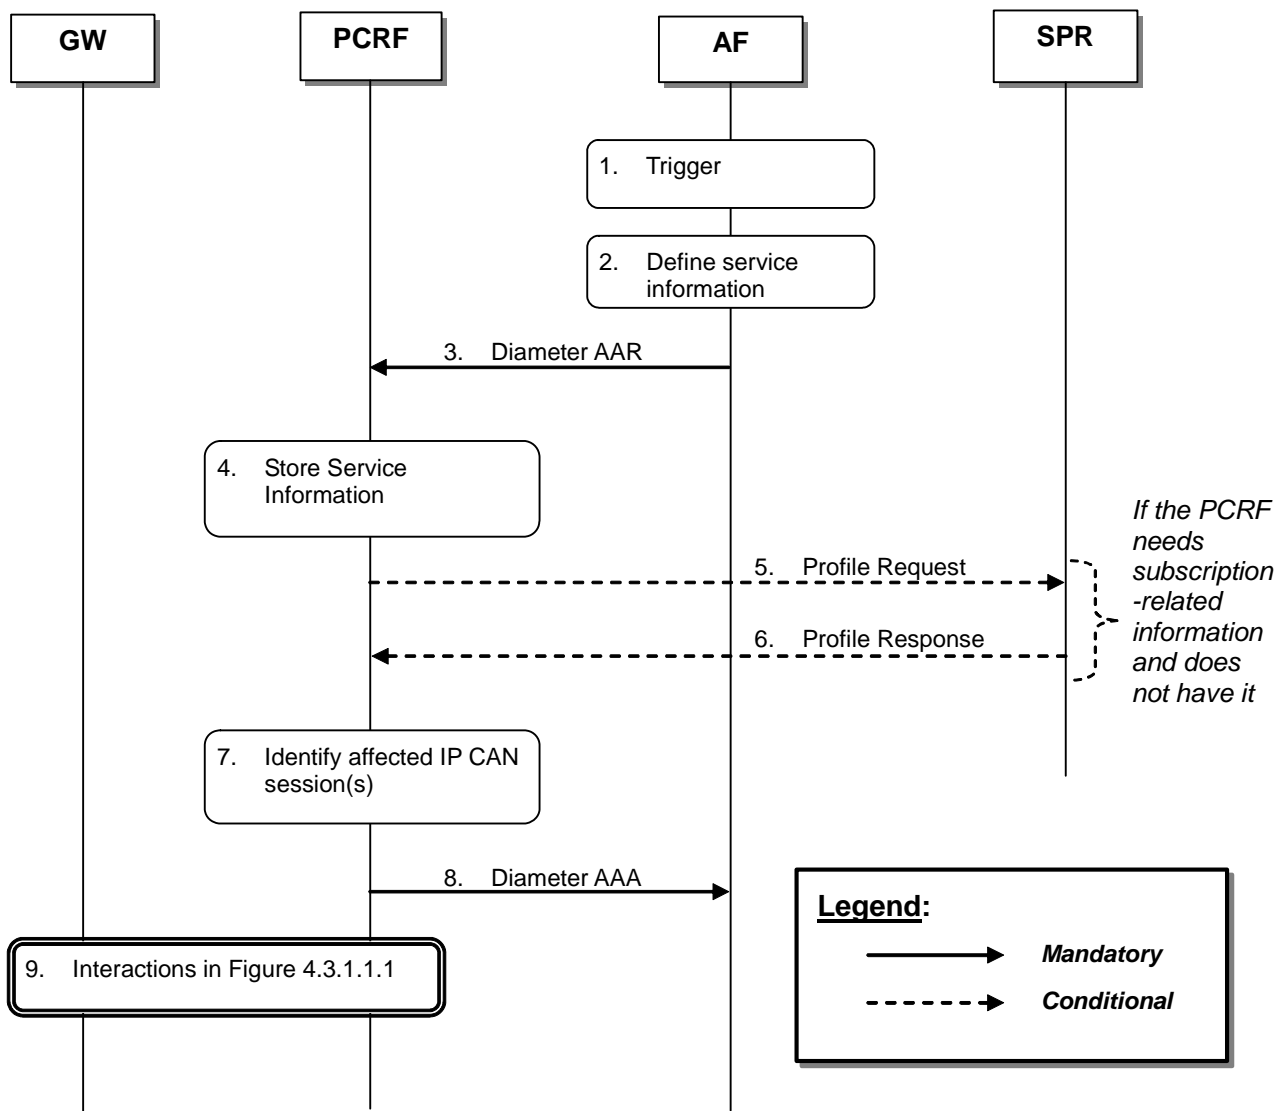 GW
PCRF
AF
SPR
1. Trigger
2. Define service
information
3. Diameter AAR
4. Store Service
Information
5. Profile Request
6. Profile Response
If the PCRF
needs
subscription
-related
information
and does
not have it
7. Identify affected IP CAN
session(s)
8. Diameter AAA
9. Interactions in Figure 4.3.1.1.1
Legend:
Mandatory
Conditional